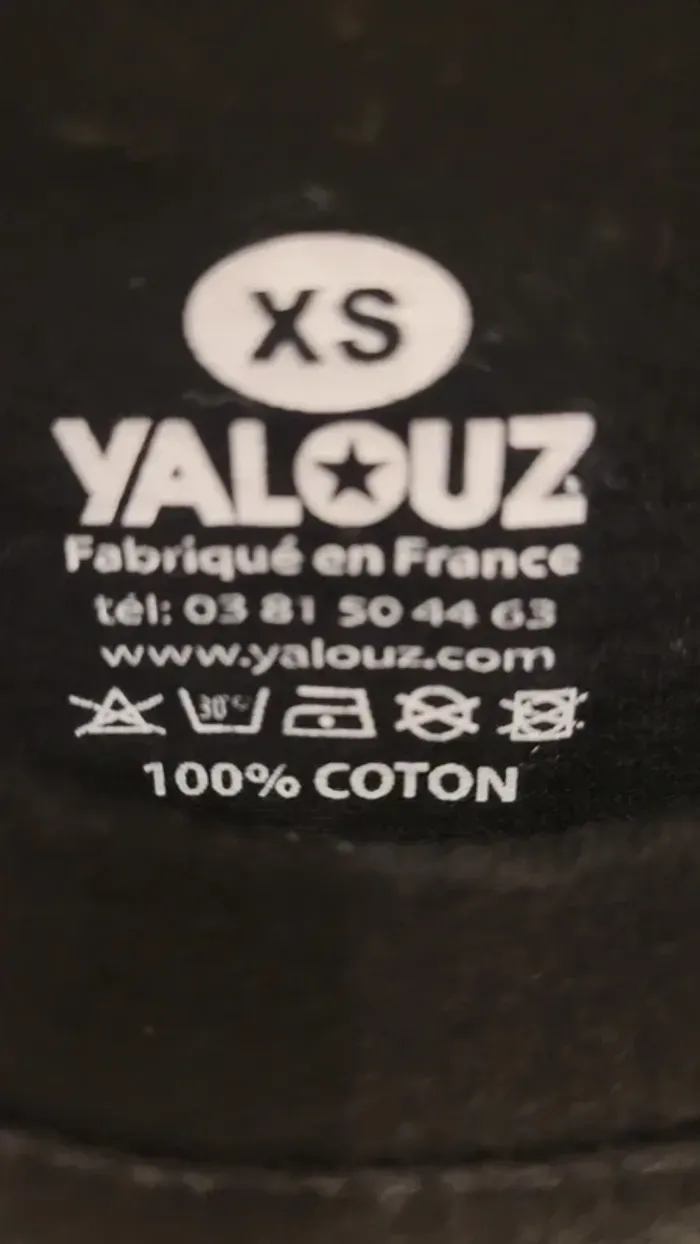 XS
YALOUZ
Fabriqué en France
tél: 03 81 50 44 63
www.yalouz.com
30°C
100% COTON